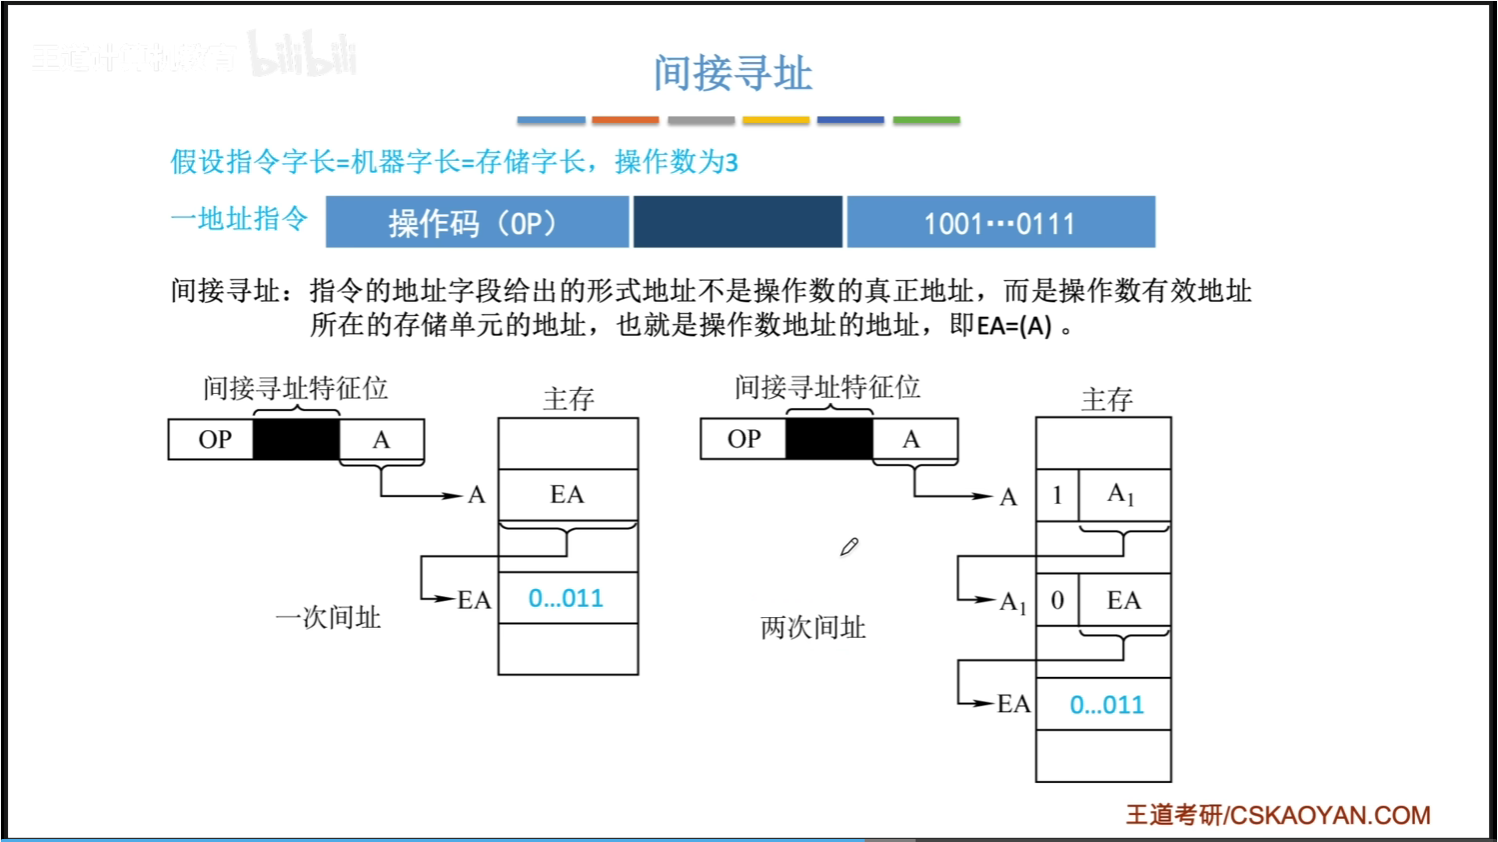 王道计算机教育 bilibili
间接寻址
假设指令字长=机器字长=存储字长，操作数为3
一地址指令 操作码（OP） 1001…0111
间接寻址：指令的地址字段给出的形式地址不是操作数的真正地址，而是操作数有效地址
所在的存储单元的地址，也就是操作数地址的地址，即EA=(A) 。
间接寻址特征位
主存
OP A
A EA
EA 0...011
一次间址
间接寻址特征位
主存
OP A
A 1 A₁
A₁ 0 EA
两次间址
EA 0...011
王道考研/CSKAOYAN.COM